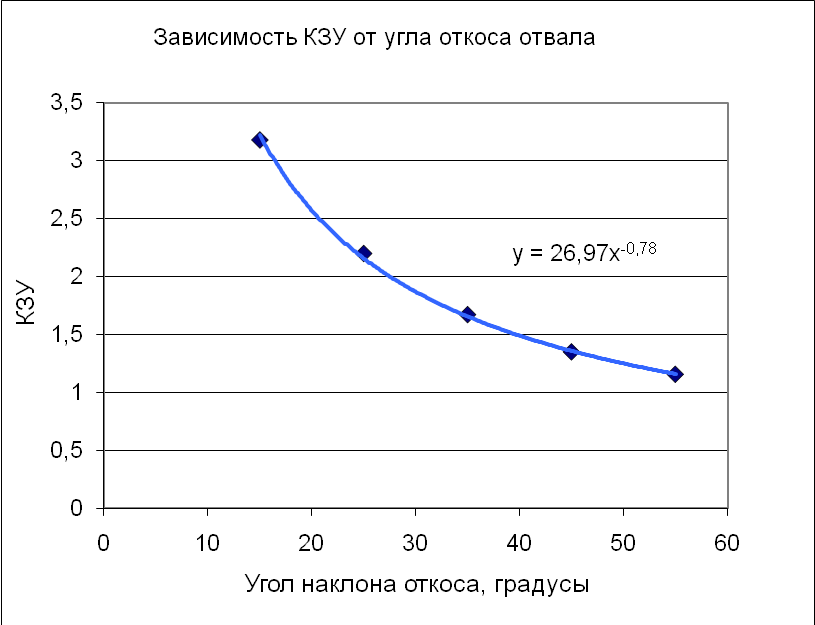 Зависимость КЗУ от угла откоса отвала
3,5
3
2,5
2
1,5
1
0,5
0
КЗУ
y = 26,97x^-0,78
0 10 20 30 40 50 60
Угол наклона откоса, градусы